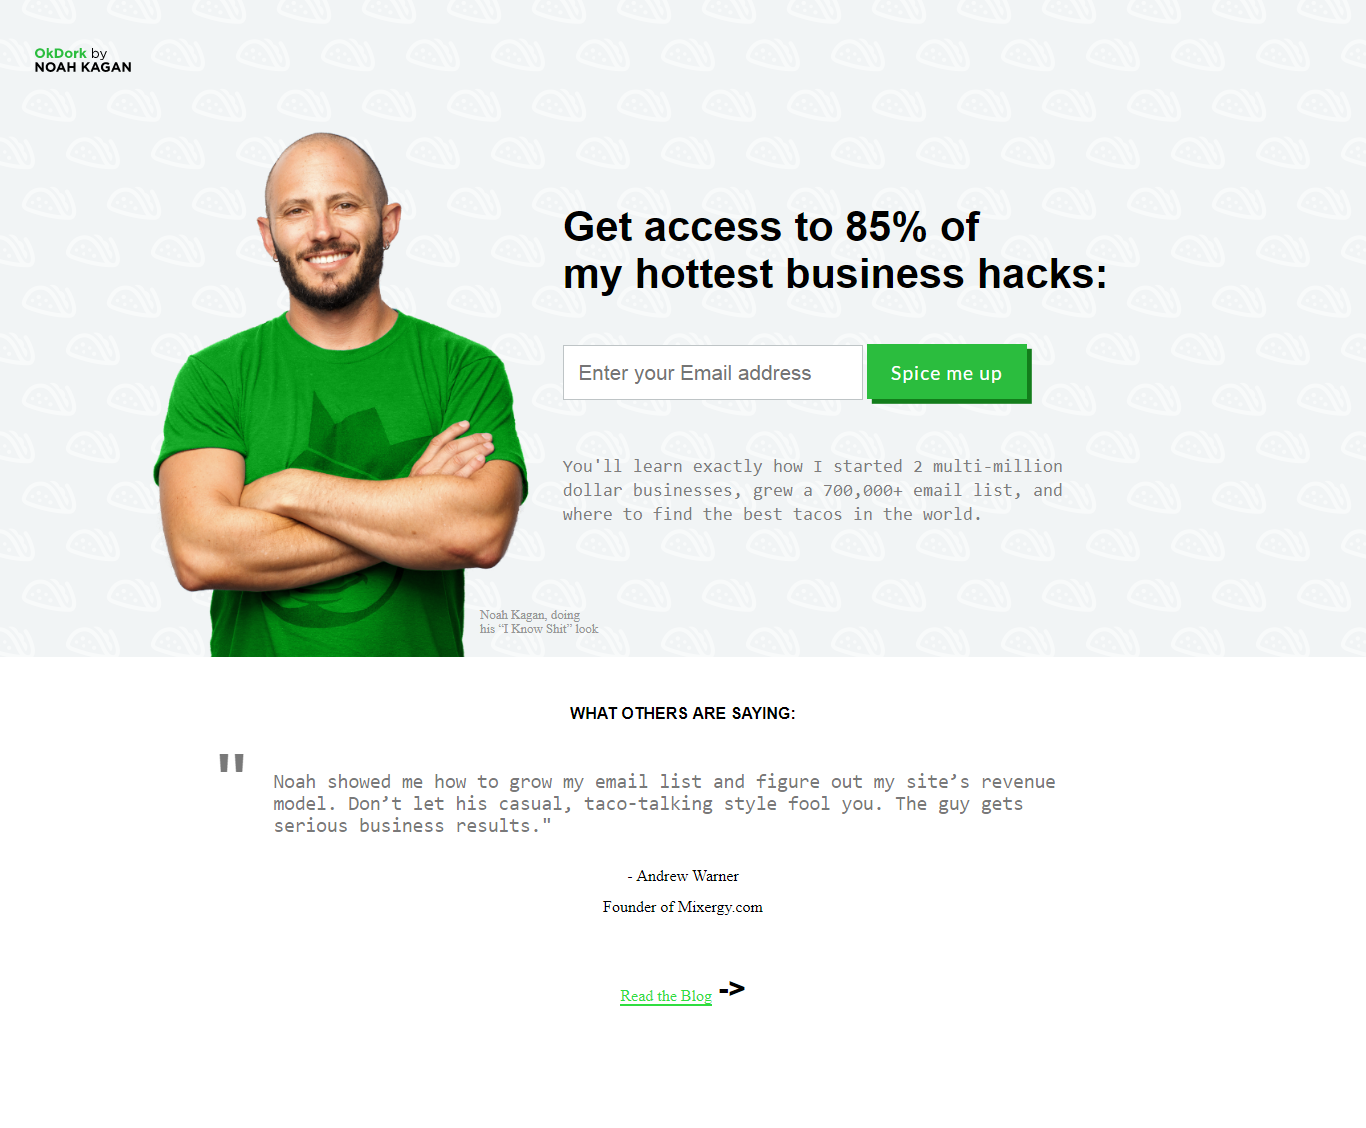 OkDork by
NOAH KAGAN
Get access to 85% of
my hottest business hacks:
Enter your Email address
Spice me up
You'll learn exactly how I started 2 multi-million
dollar businesses, grew a 700,000+ email list, and
where to find the best tacos in the world.
Noah Kagan, doing
his “I Know Shit” look
WHAT OTHERS ARE SAYING:
"
Noah showed me how to grow my email list and figure out my site’s revenue
model. Don’t let his casual, taco-talking style fool you. The guy gets
serious business results."
- Andrew Warner
Founder of Mixergy.com
Read the Blog ->